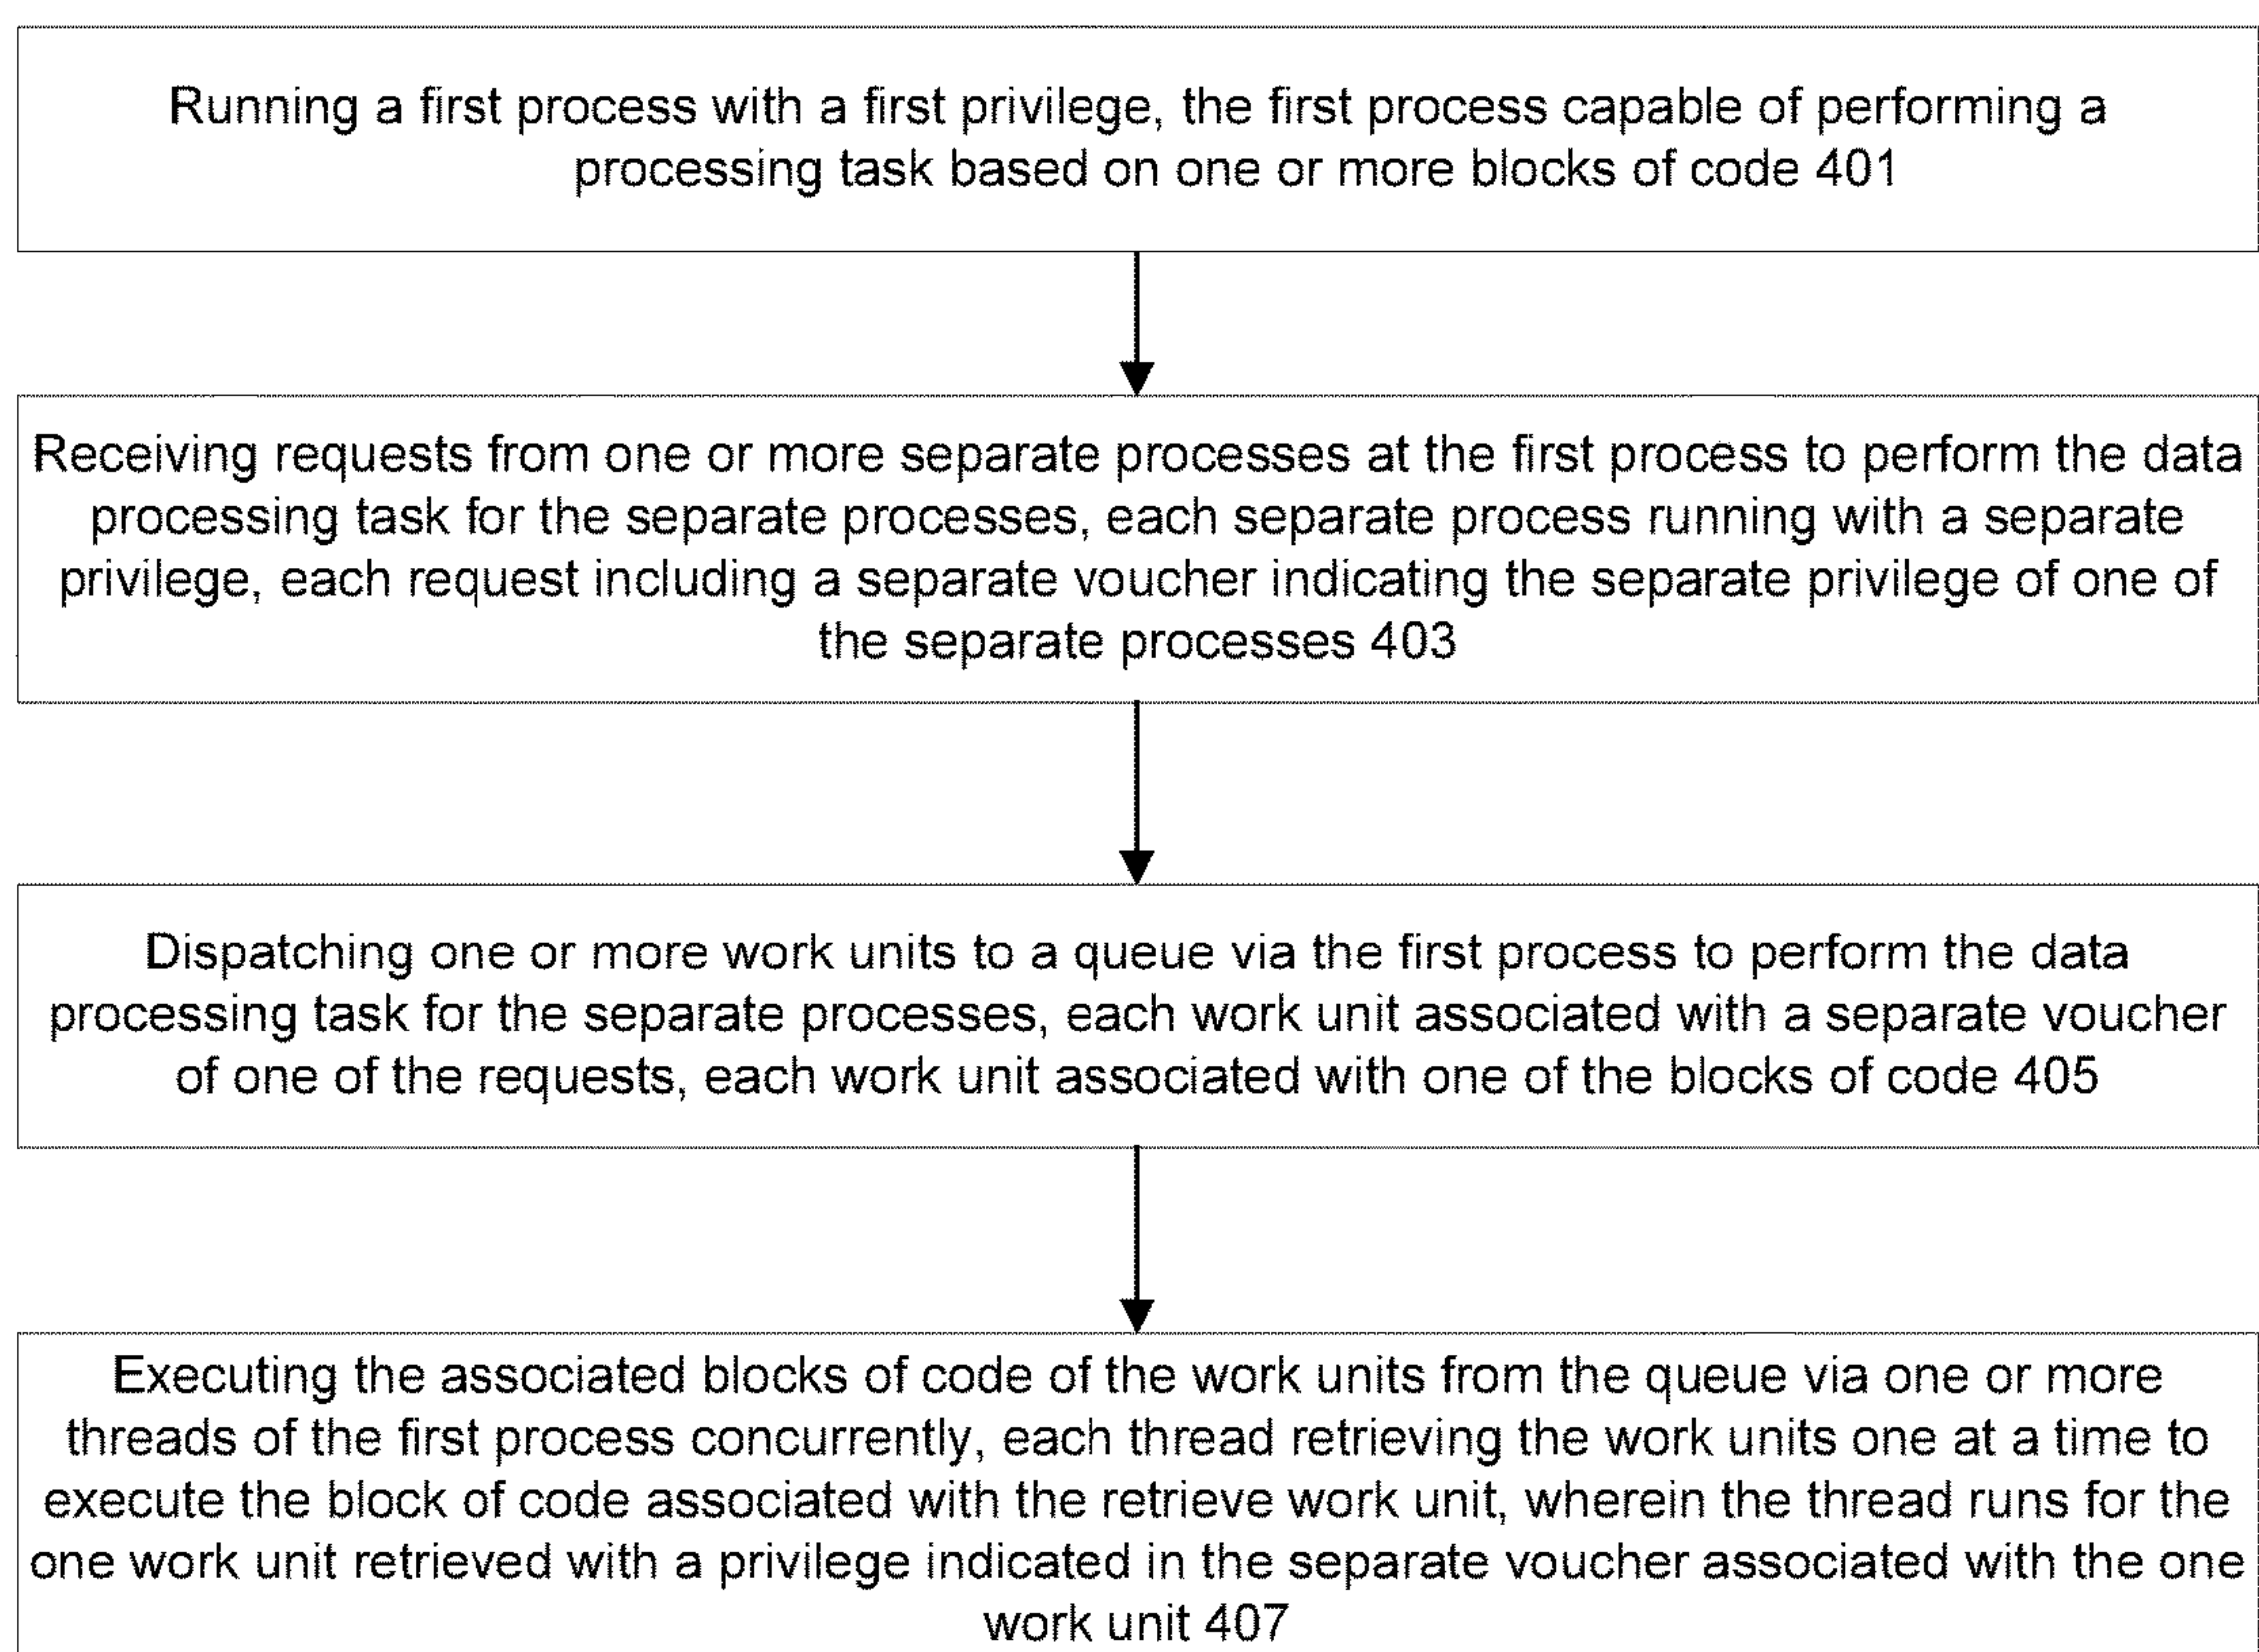 Running a first process with a first privilege, the first process capable of performing a
processing task based on one or more blocks of code 401
Receiving requests from one or more separate processes at the first process to perform the data
processing task for the separate processes, each separate process running with a separate
privilege, each request including a separate voucher indicating the separate privilege of one of
the separate processes 403
Dispatching one or more work units to a queue via the first process to perform the data
processing task for the separate processes, each work unit associated with a separate voucher
of one of the requests, each work unit associated with one of the blocks of code 405
Executing the associated blocks of code of the work units from the queue via one or more
threads of the first process concurrently, each thread retrieving the work units one at a time to
execute the block of code associated with the retrieve work unit, wherein the thread runs for the
one work unit retrieved with a privilege indicated in the separate voucher associated with the one
work unit 407